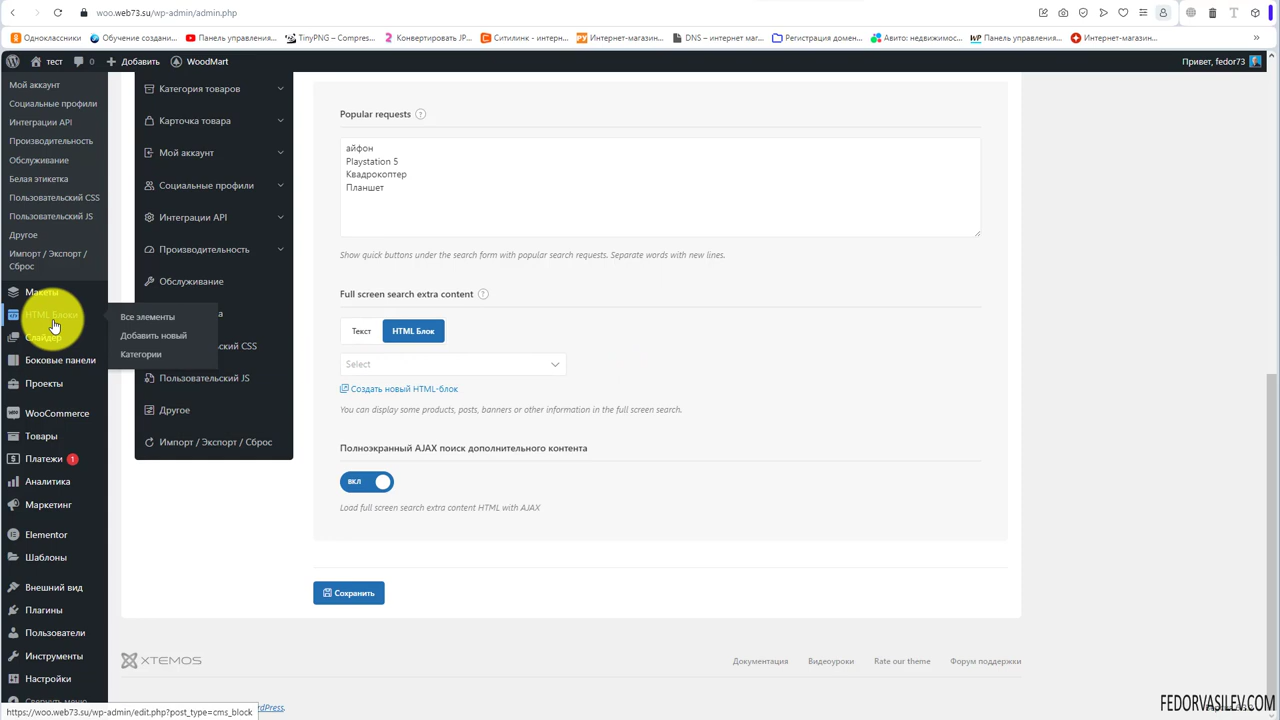 woo.web73.su/wp-admin/admin.php
Одноклассники
Обучение создани...
Панель управления...
TinyPNG – Compres...
Конвертировать JP...
Ситилинк - интерн...
Интернет-магазин...
DNS – интернет маг...
Регистрация домен...
Авито: недвижимос...
Панель управления...
Интернет-магазин...
тест
0
Добавить
WoodMart
Привет, fedor73
Мой аккаунт
Социальные профили
Интеграции API
Производительность
Обслуживание
Белая этикетка
Пользовательский CSS
Пользовательский JS
Другое
Импорт / Экспорт /
Сброс
Макеты
HTML Блоки
Слайдер
Боковые панели
Проекты
WooCommerce
Товары
Платежи 1
Аналитика
Маркетинг
Elementor
Шаблоны
Внешний вид
Плагины
Пользователи
Инструменты
Настройки
Свернуть меню
Все элементы
Добавить новый
Категории
Категория товаров
Карточка товара
Мой аккаунт
Социальные профили
Интеграции API
Производительность
Обслуживание
Пользовательский JS
Другое
Импорт / Экспорт / Сброс
Popular requests
айфон
Playstation 5
Квадрокоптер
Планшет
Show quick buttons under the search form with popular search requests. Separate words with new lines.
Full screen search extra content
Текст
HTML Блок
Select
Создать новый HTML-блок
You can display some products, posts, banners or other information in the full screen search.
Полноэкранный AJAX поиск дополнительного контента
ВКЛ
Load full screen search extra content HTML with AJAX
Сохранить
XTEMOS
Документация
Видеоуроки
Rate our theme
Форум поддержки
https://woo.web73.su/wp-admin/edit.php?post_type=cms_block
FEDORVASILEV.COM